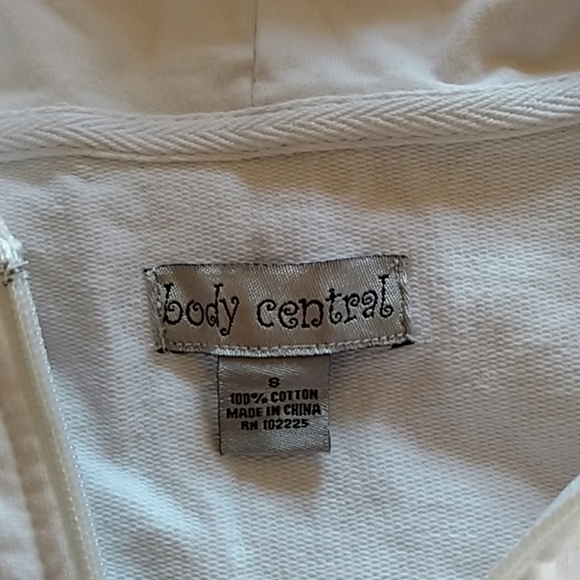 body central
S
100% COTTON
MADE IN CHINA
RN 102225